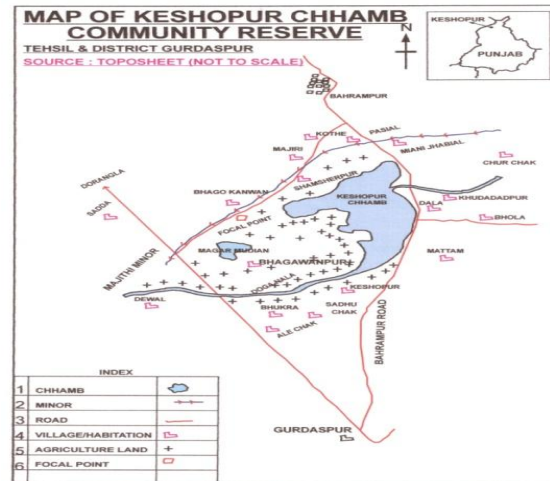 MAP OF KESHOPUR CHHAMB
COMMUNITY RESERVE
TEHSIL & DISTRICT GURDASPUR
SOURCE : TOPOSHEET (NOT TO SCALE)
N
KESHOPUR
PUNJAB
BAHRAMPUR
KOTHE
PASIAL
MIANI JHABIAL
MAJIRI
CHUR CHAK
SHAMSHERPUR
DORANGLA
KESHOPUR
CHHAMBI
KHUDADADPUR
BHAGO KANWAN
DALA
SADDA
BHOLA
FOCAL POINT
MAGAR MUDIAN
MATTAM
BHAGAWANPUR
MAJITHI MINOR
KESHOPUR
DEWAL
BHUKRA
SADHU
CHAK
ALE CHAK
BAHRAMPUR ROAD
GURDASPUR
INDEX
1 CHHAMB
2 MINOR
3 ROAD
4 VILLAGE/HABITATION
5 AGRICULTURE LAND
6 FOCAL POINT